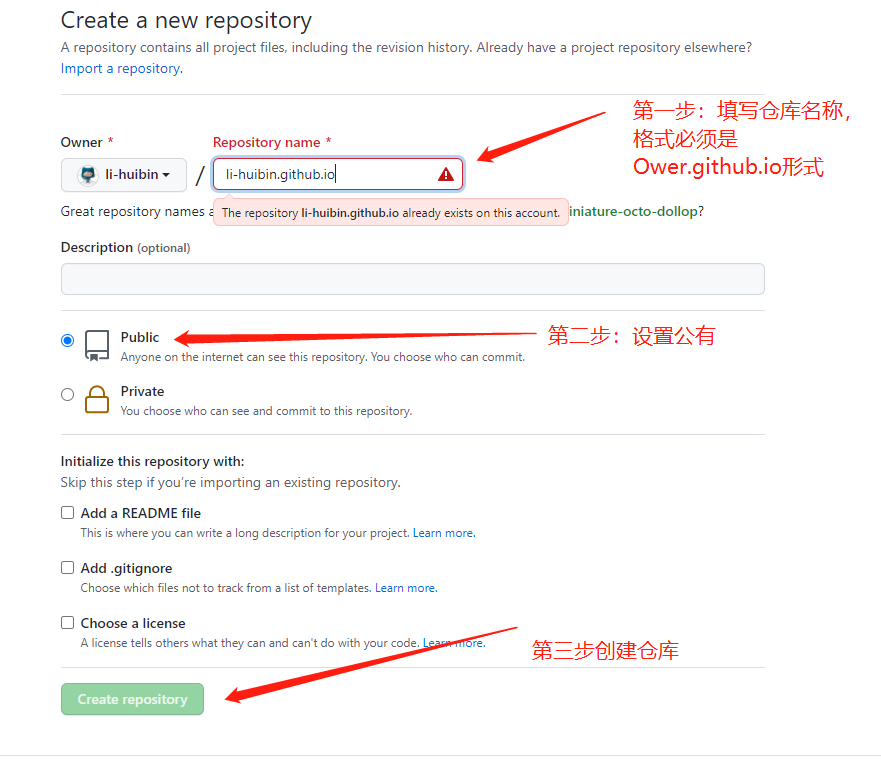 Create a new repository
A repository contains all project files, including the revision history. Already have a project repository elsewhere?
Import a repository.
第一步：填写仓库名称，
格式必须是
Ower.github.io形式
Owner *
Repository name *
li-huibin
/
li-huibin.github.io
Great repository names a
The repository li-huibin.github.io already exists on this account.
iniature-octo-dollop?
Description (optional)
Public
Anyone on the internet can see this repository. You choose who can commit.
第二步：设置公有
Private
You choose who can see and commit to this repository.
Initialize this repository with:
Skip this step if you're importing an existing repository.
Add a README file
This is where you can write a long description for your project. Learn more.
Add .gitignore
Choose which files not to track from a list of templates. Learn more.
Choose a license
A license tells others what they can and can't do with your code. Learn more.
第三步创建仓库
Create repository